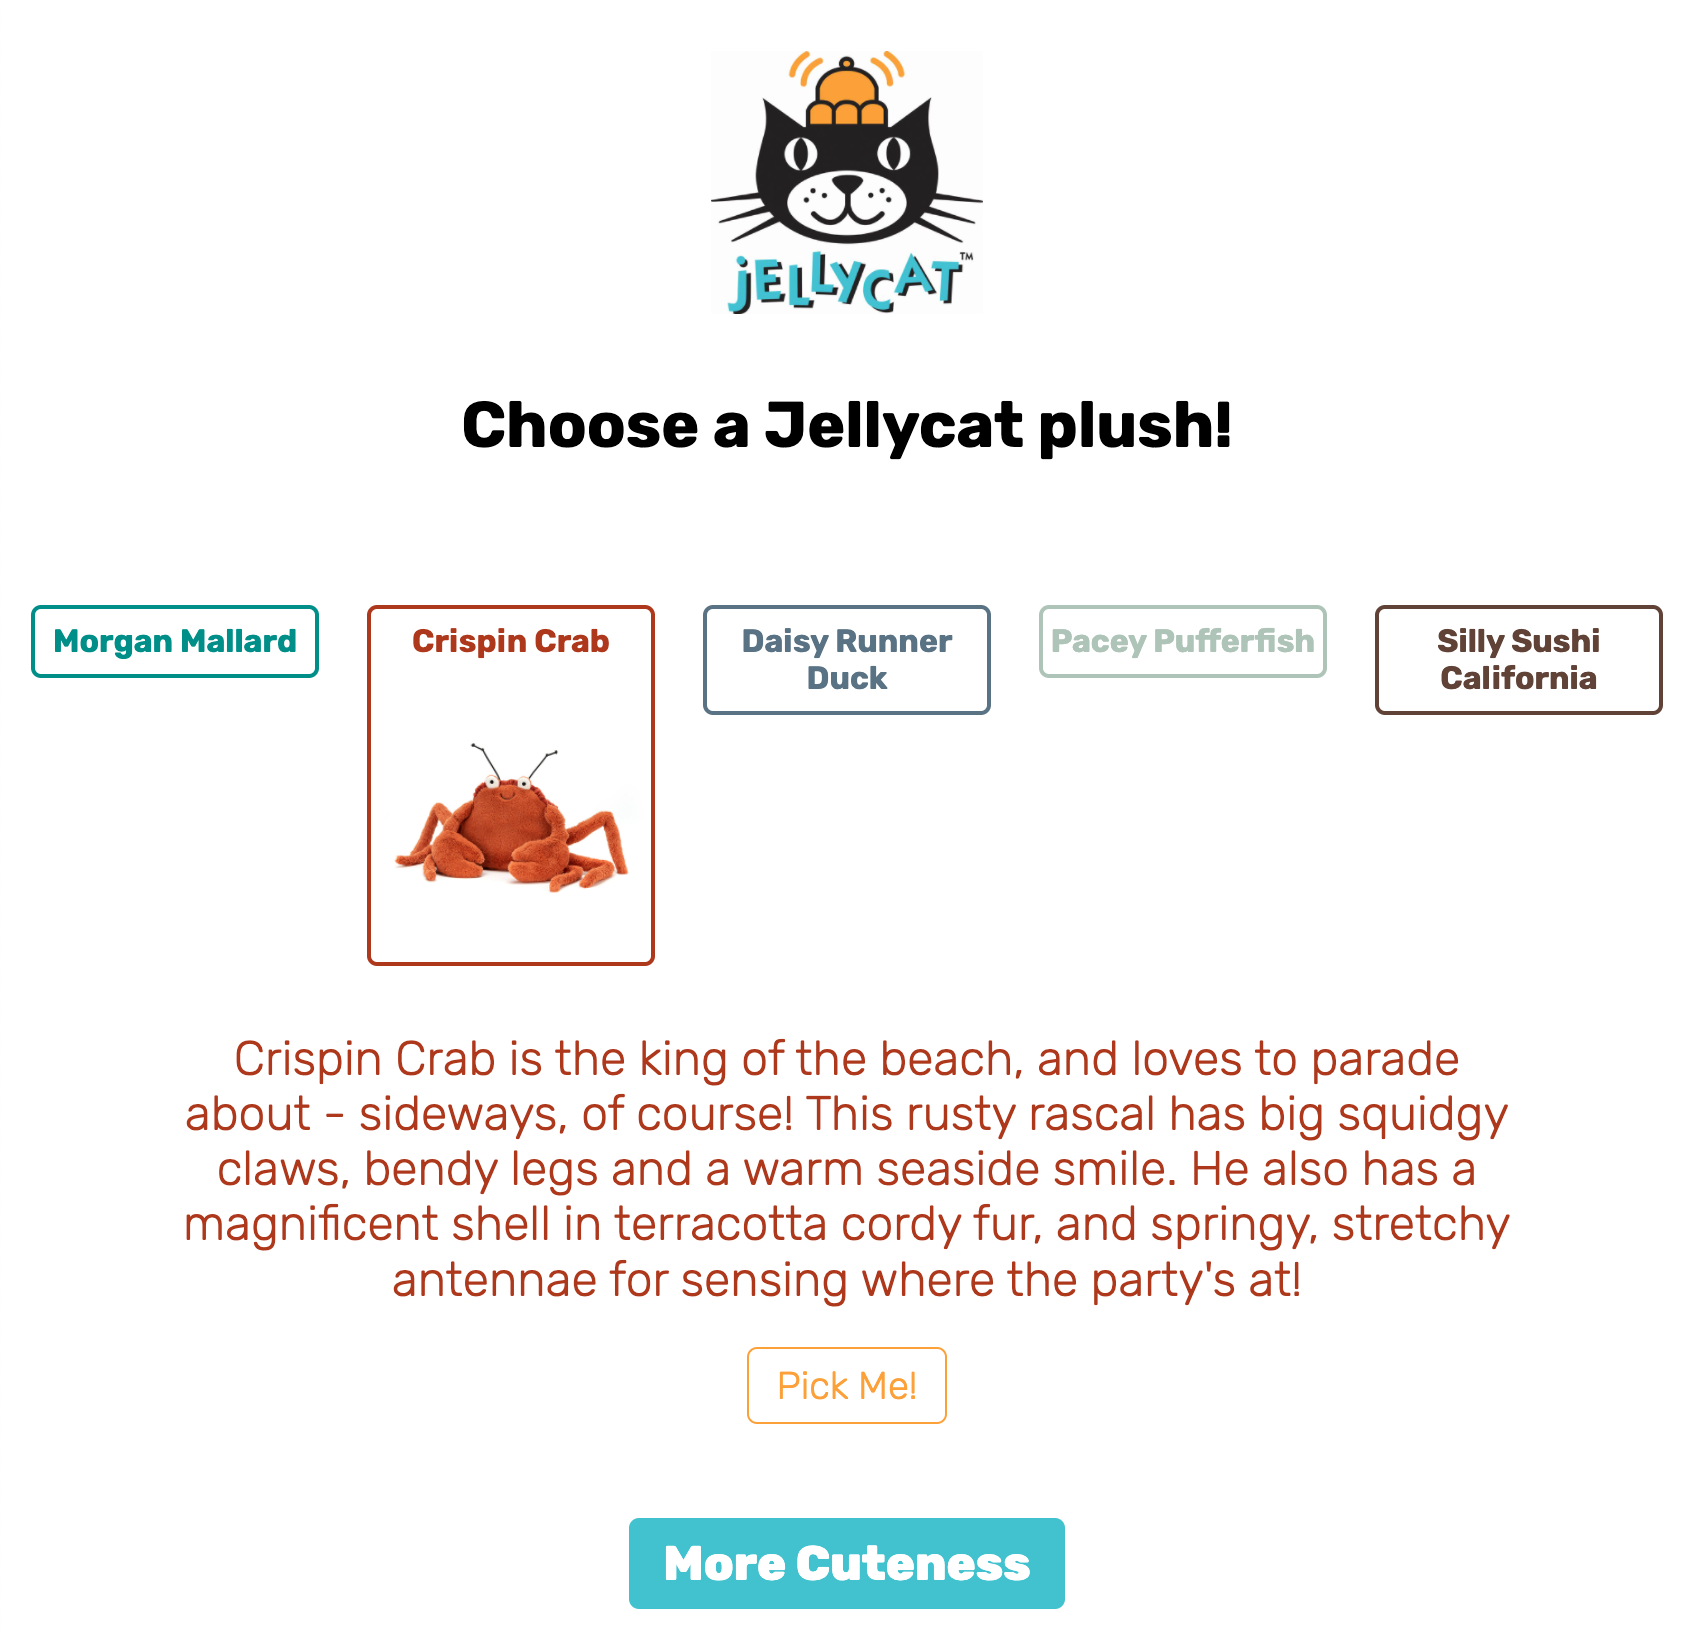 jELLYCAT™
Choose a Jellycat plush!
Morgan Mallard
Crispin Crab
Daisy Runner
Duck
Pacey Pufferfish
Silly Sushi
California
Crispin Crab is the king of the beach, and loves to parade
about - sideways, of course! This rusty rascal has big squidgy
claws, bendy legs and a warm seaside smile. He also has a
magnificent shell in terracotta cordy fur, and springy, stretchy
antennae for sensing where the party's at!
Pick Me!
More Cuteness